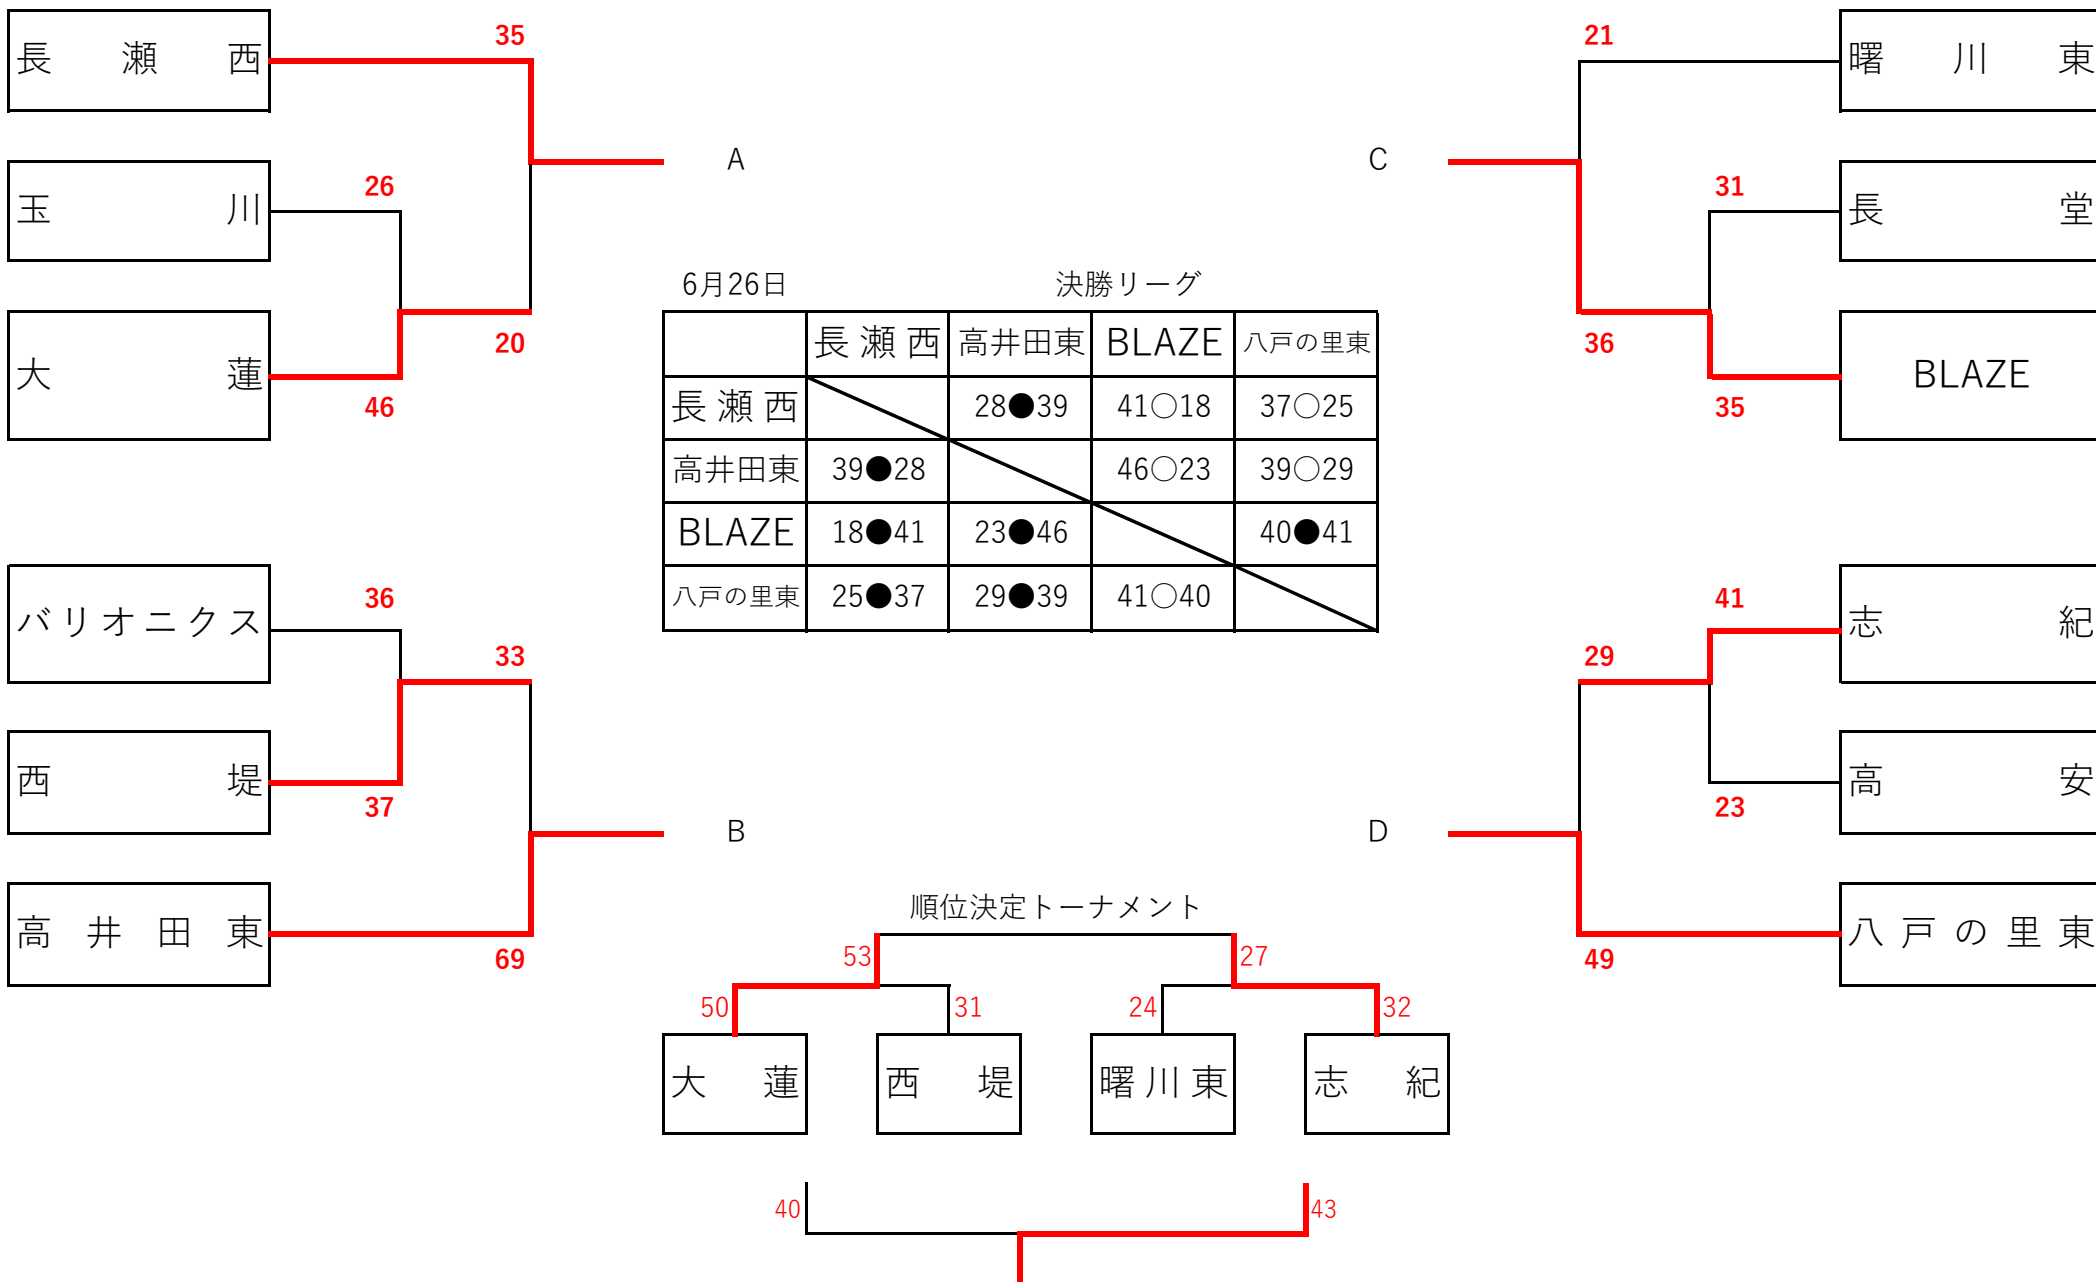 長瀬西
35
21
曙川東
A
C
玉川
26
31
長堂
6月26日 決勝リーグ
大蓮
46
20
36
35
BLAZE
長瀬西 高井田東 BLAZE 八戸の里東
長瀬西 28●39 41○18 37○25
高井田東 39●28 46○23 39○29
BLAZE 18●41 23●46 40●41
八戸の里東 25●37 29●39 41○40
バリオニクス
36
33
29
41
志紀
西堤
37
23
高安
B
D
高井田東
69
49
八戸の里東
順位決定トーナメント
53 27
50 31 24 32
大蓮 西堤 曙川東 志紀
40 43